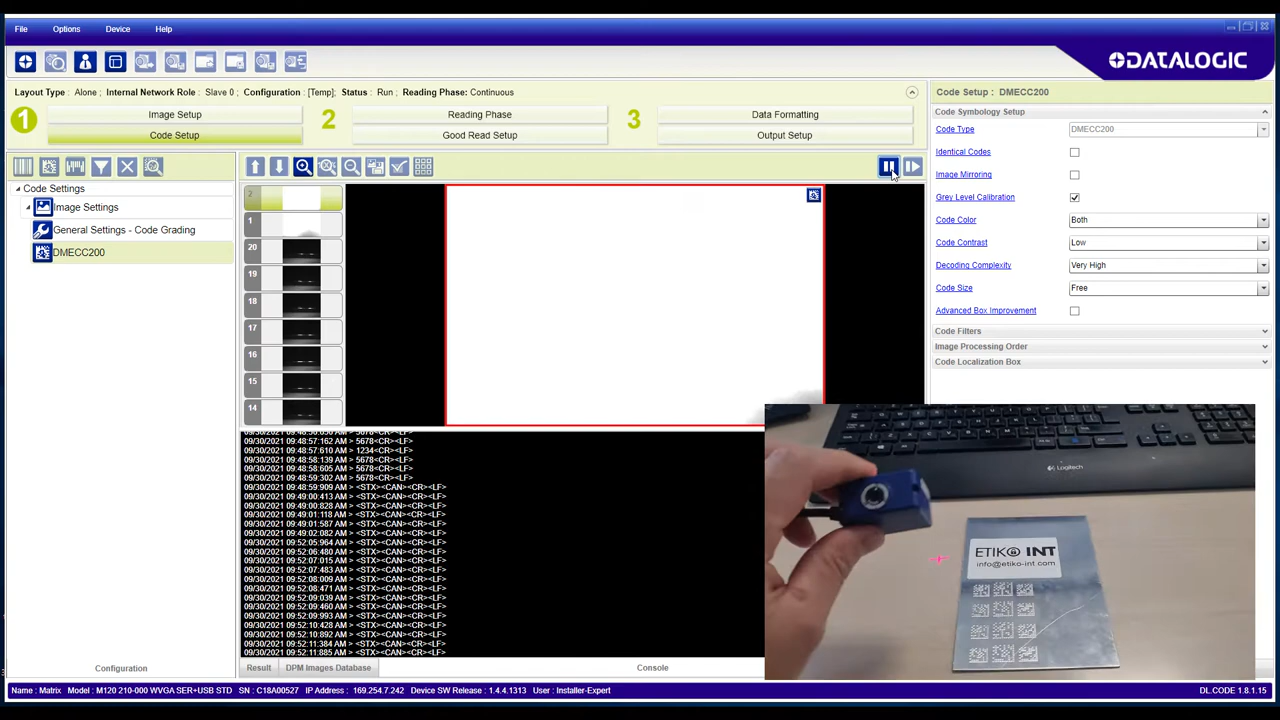 File Options Device Help
DATALOGIC
Layout Type : Alone , Internal Network Role : Slave 0 , Configuration : [Temp], Status : Run , Reading Phase: Continuous
1 Image Setup
Code Setup
2 Reading Phase
Good Read Setup
3 Data Formatting
Output Setup
Code Settings
Image Settings
General Settings - Code Grading
DMECC200
2
1
20
19
18
17
16
15
14
Code Setup : DMECC200
Code Symbology Setup
Code Type DMECC200
Identical Codes
Image Mirroring
Grey Level Calibration
Code Color Both
Code Contrast Low
Decoding Complexity Very High
Code Size Free
Advanced Box Improvement
Code Filters
Image Processing Order
Code Localization Box
09/30/2021 09:48:57:162 AM > 5678<CR><LF>
09/30/2021 09:48:57:610 AM > 1234<CR><LF>
09/30/2021 09:48:58:139 AM > 5678<CR><LF>
09/30/2021 09:48:58:605 AM > 5678<CR><LF>
09/30/2021 09:48:59:302 AM > 5678<CR><LF>
09/30/2021 09:48:59:909 AM > <STX><CAN><CR><LF>
09/30/2021 09:49:00:413 AM > <STX><CAN><CR><LF>
09/30/2021 09:49:00:828 AM > <STX><CAN><CR><LF>
09/30/2021 09:49:01:118 AM > <STX><CAN><CR><LF>
09/30/2021 09:49:01:587 AM > <STX><CAN><CR><LF>
09/30/2021 09:49:02:082 AM > <STX><CAN><CR><LF>
09/30/2021 09:52:05:964 AM > <STX><CAN><CR><LF>
09/30/2021 09:52:06:480 AM > <STX><CAN><CR><LF>
09/30/2021 09:52:07:015 AM > <STX><CAN><CR><LF>
09/30/2021 09:52:07:483 AM > <STX><CAN><CR><LF>
09/30/2021 09:52:08:009 AM > <STX><CAN><CR><LF>
09/30/2021 09:52:08:471 AM > <STX><CAN><CR><LF>
09/30/2021 09:52:09:039 AM > <STX><CAN><CR><LF>
09/30/2021 09:52:09:460 AM > <STX><CAN><CR><LF>
09/30/2021 09:52:09:993 AM > <STX><CAN><CR><LF>
09/30/2021 09:52:10:428 AM > <STX><CAN><CR><LF>
09/30/2021 09:52:10:892 AM > <STX><CAN><CR><LF>
09/30/2021 09:52:11:384 AM > <STX><CAN><CR><LF>
09/30/2021 09:52:11:885 AM > <STX><CAN><CR><LF>
Logitech
ETIKO INT
info@etiko-int.com
Configuration
Result DPM Images Database Console
Name : Matrix Model : M120 210-000 WVGA SER+USB STD SN : C18A00527 IP Address : 169.254.7.242 Device SW Release : 1.4.4.1313 User : Installer-Expert
DL.CODE 1.8.1.15